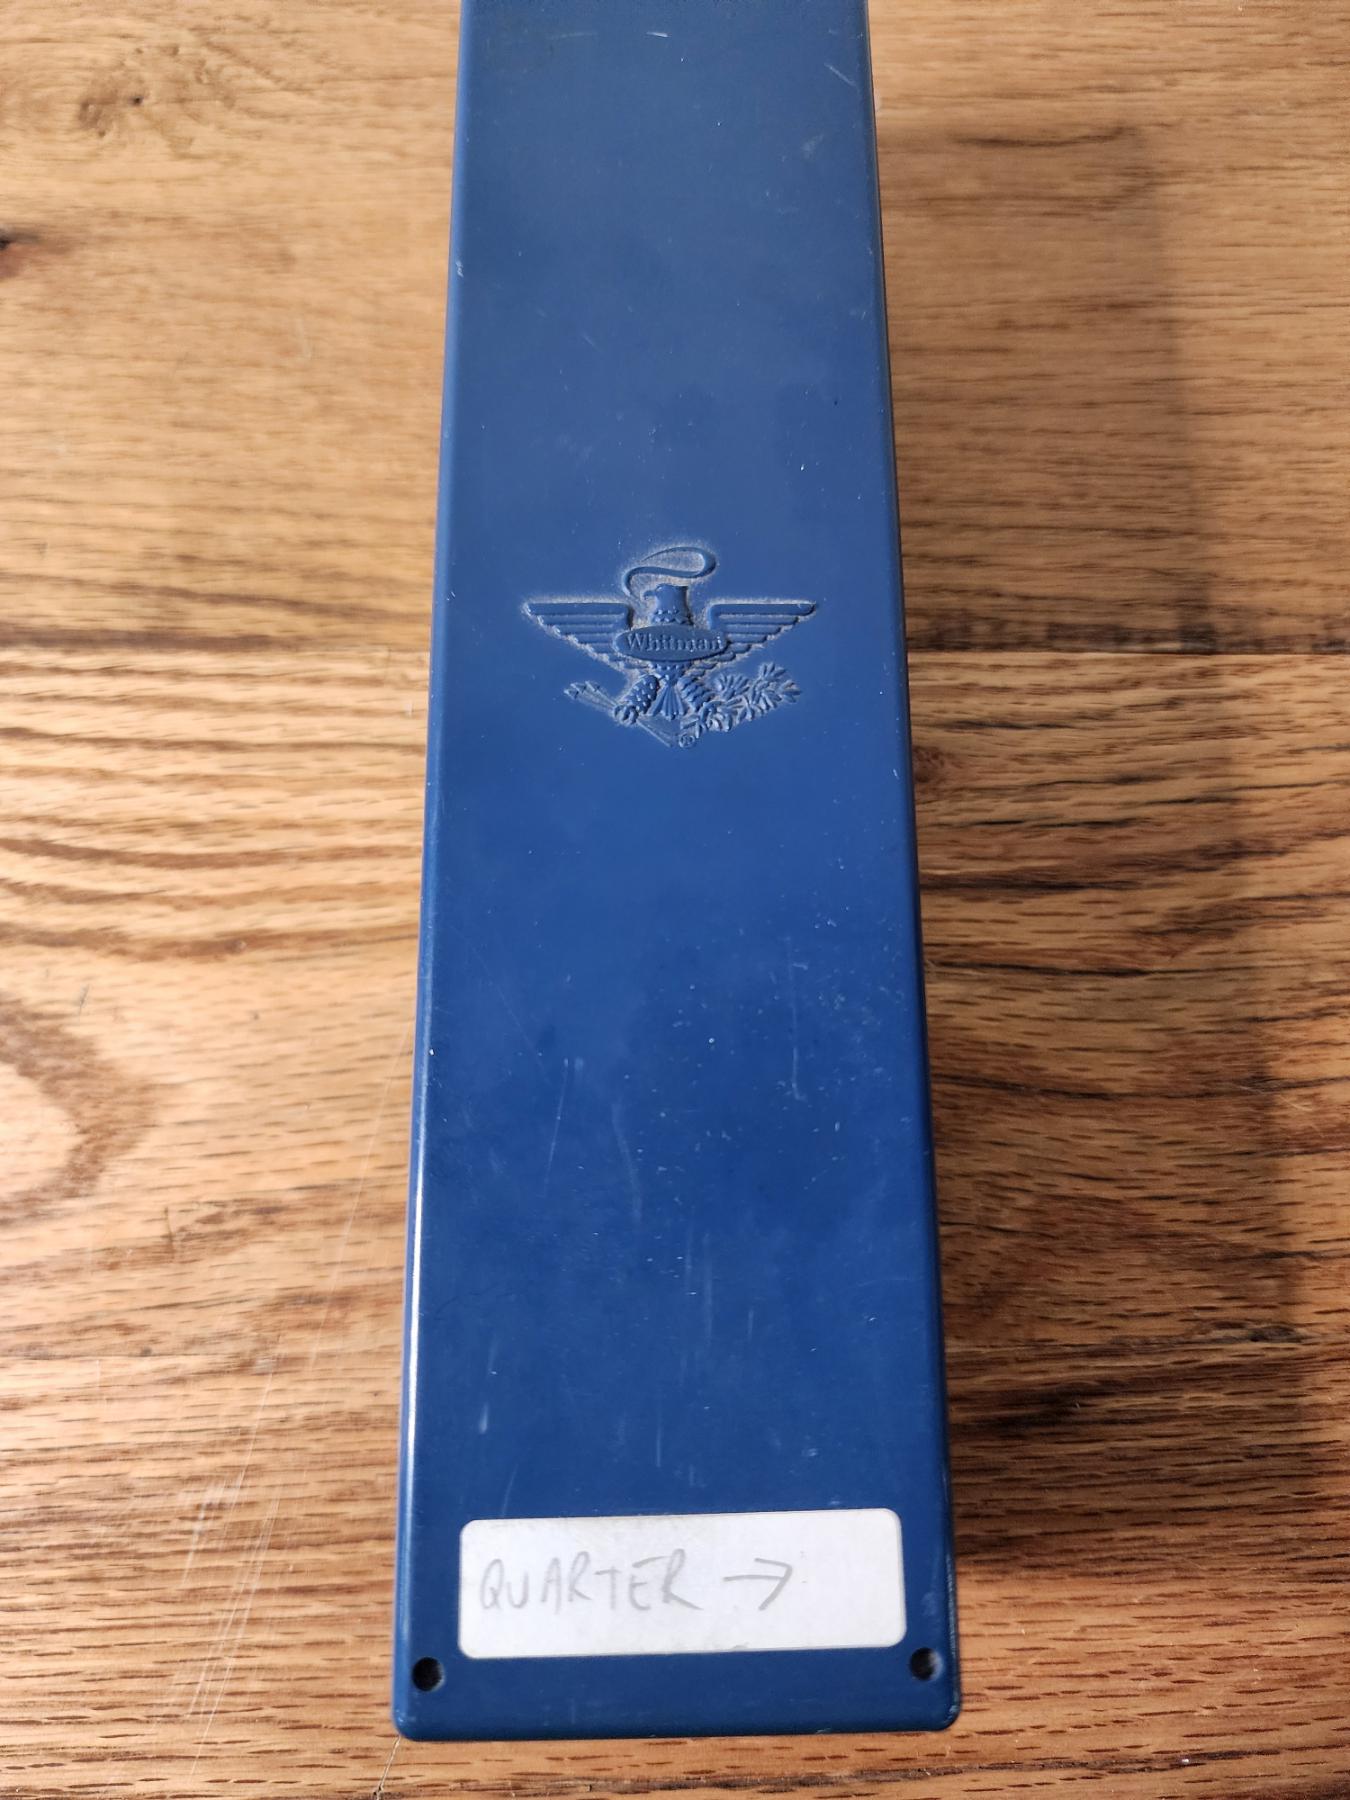 Whitman
®
QUARTER →